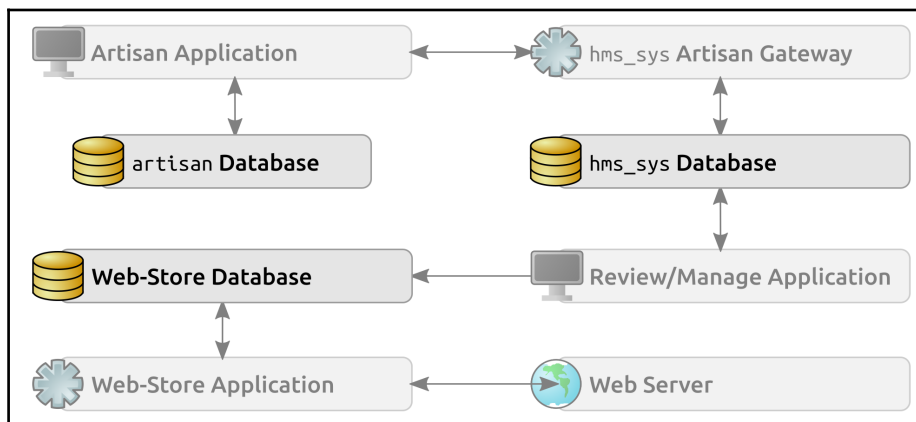 Artisan Application
hms_sys Artisan Gateway
artisan Database
hms_sys Database
Web-Store Database
Review/Manage Application
Web-Store Application
Web Server